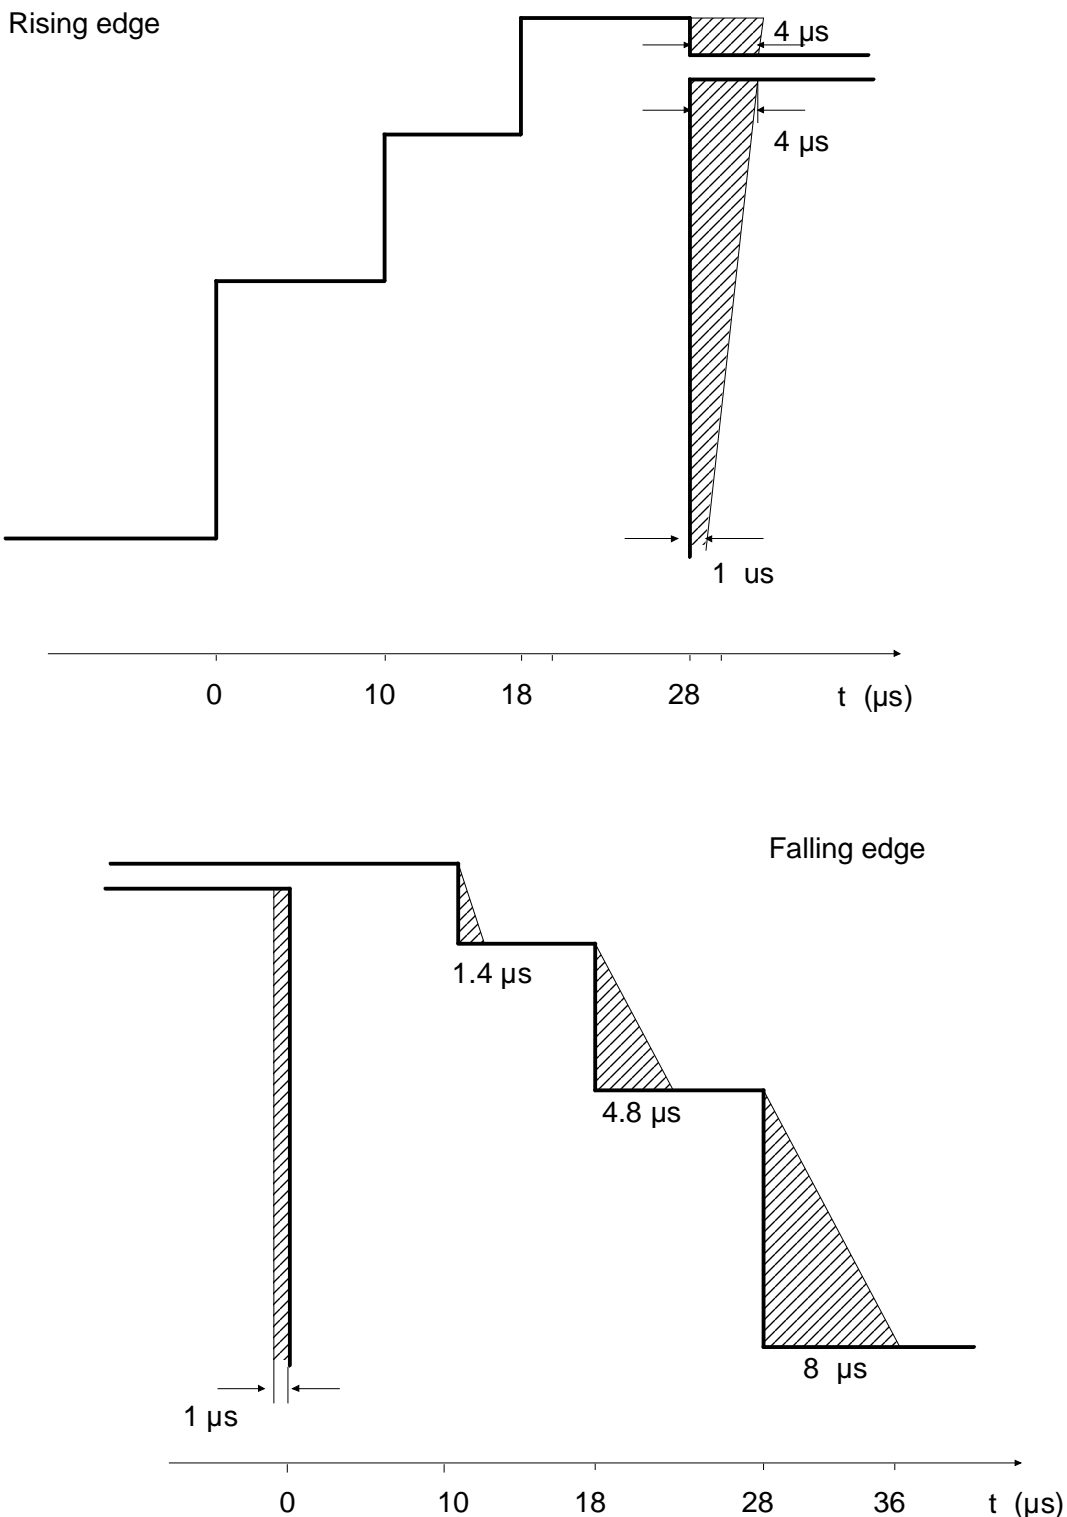 Rising edge
4 µs
4 µs
1 us
0 10 18 28 t (µs)
Falling edge
1.4 µs
4.8 µs
8 µs
1 µs
0 10 18 28 36 t (µs)